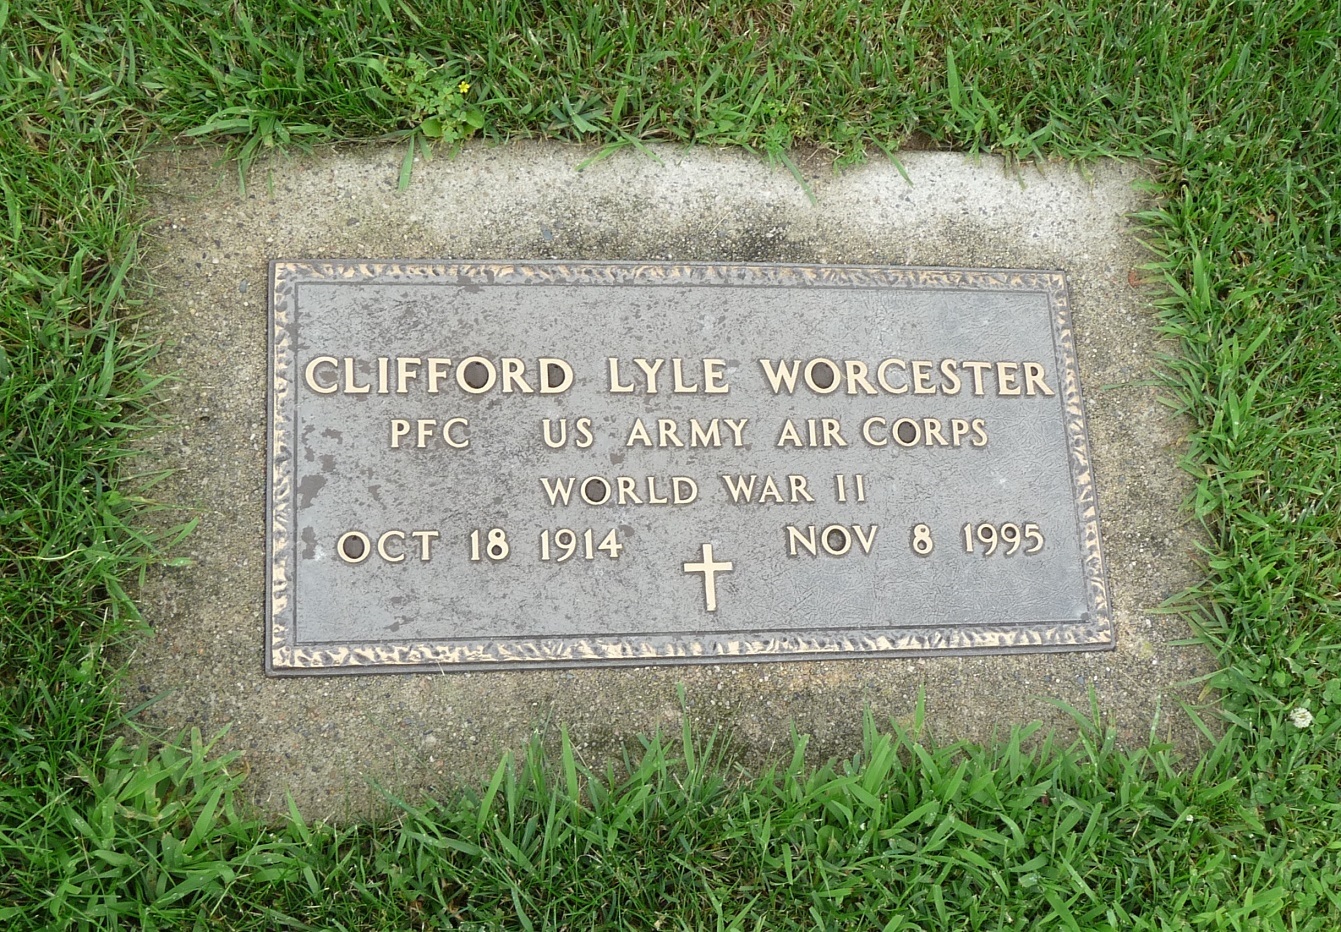 CLIFFORD LYLE WORCESTER
PFC US ARMY AIR CORPS
WORLD WAR II
OCT 18 1914 NOV 8 1995